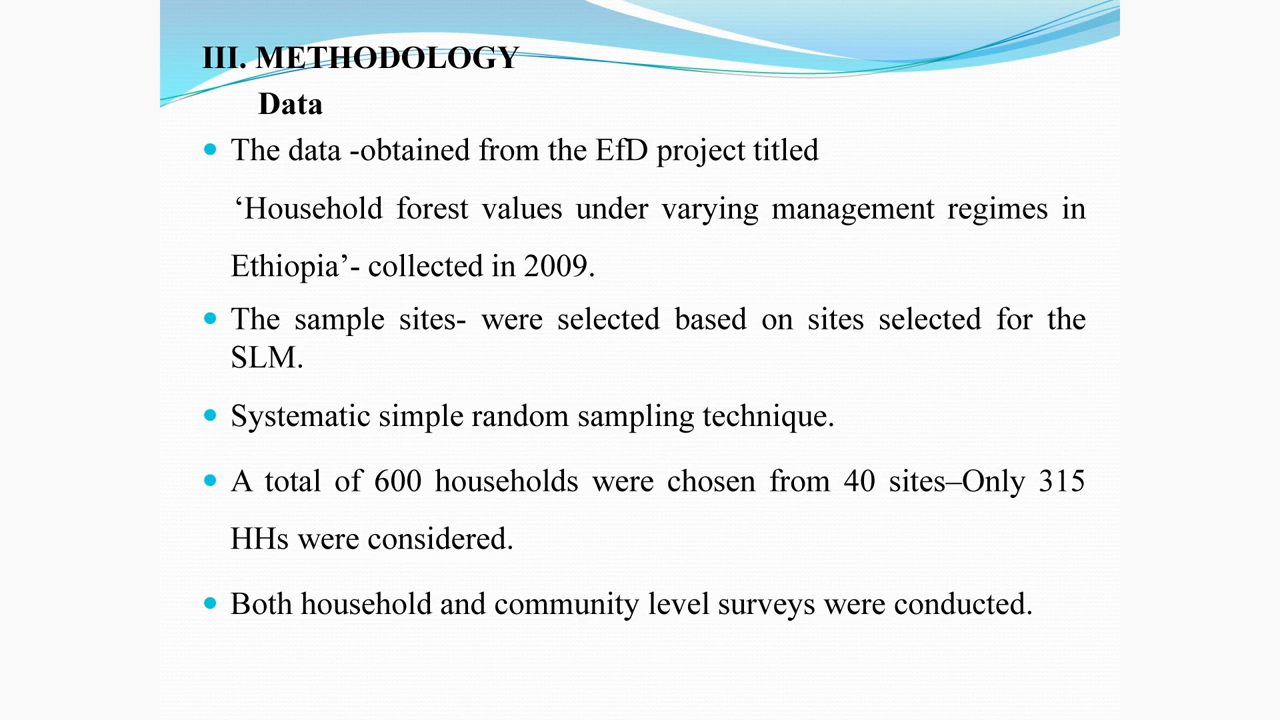 III. METHODOLOGY
Data
• The data -obtained from the EfD project titled
‘Household forest values under varying management regimes in
Ethiopia’- collected in 2009.
• The sample sites- were selected based on sites selected for the
SLM.
• Systematic simple random sampling technique.
• A total of 600 households were chosen from 40 sites–Only 315
HHs were considered.
• Both household and community level surveys were conducted.